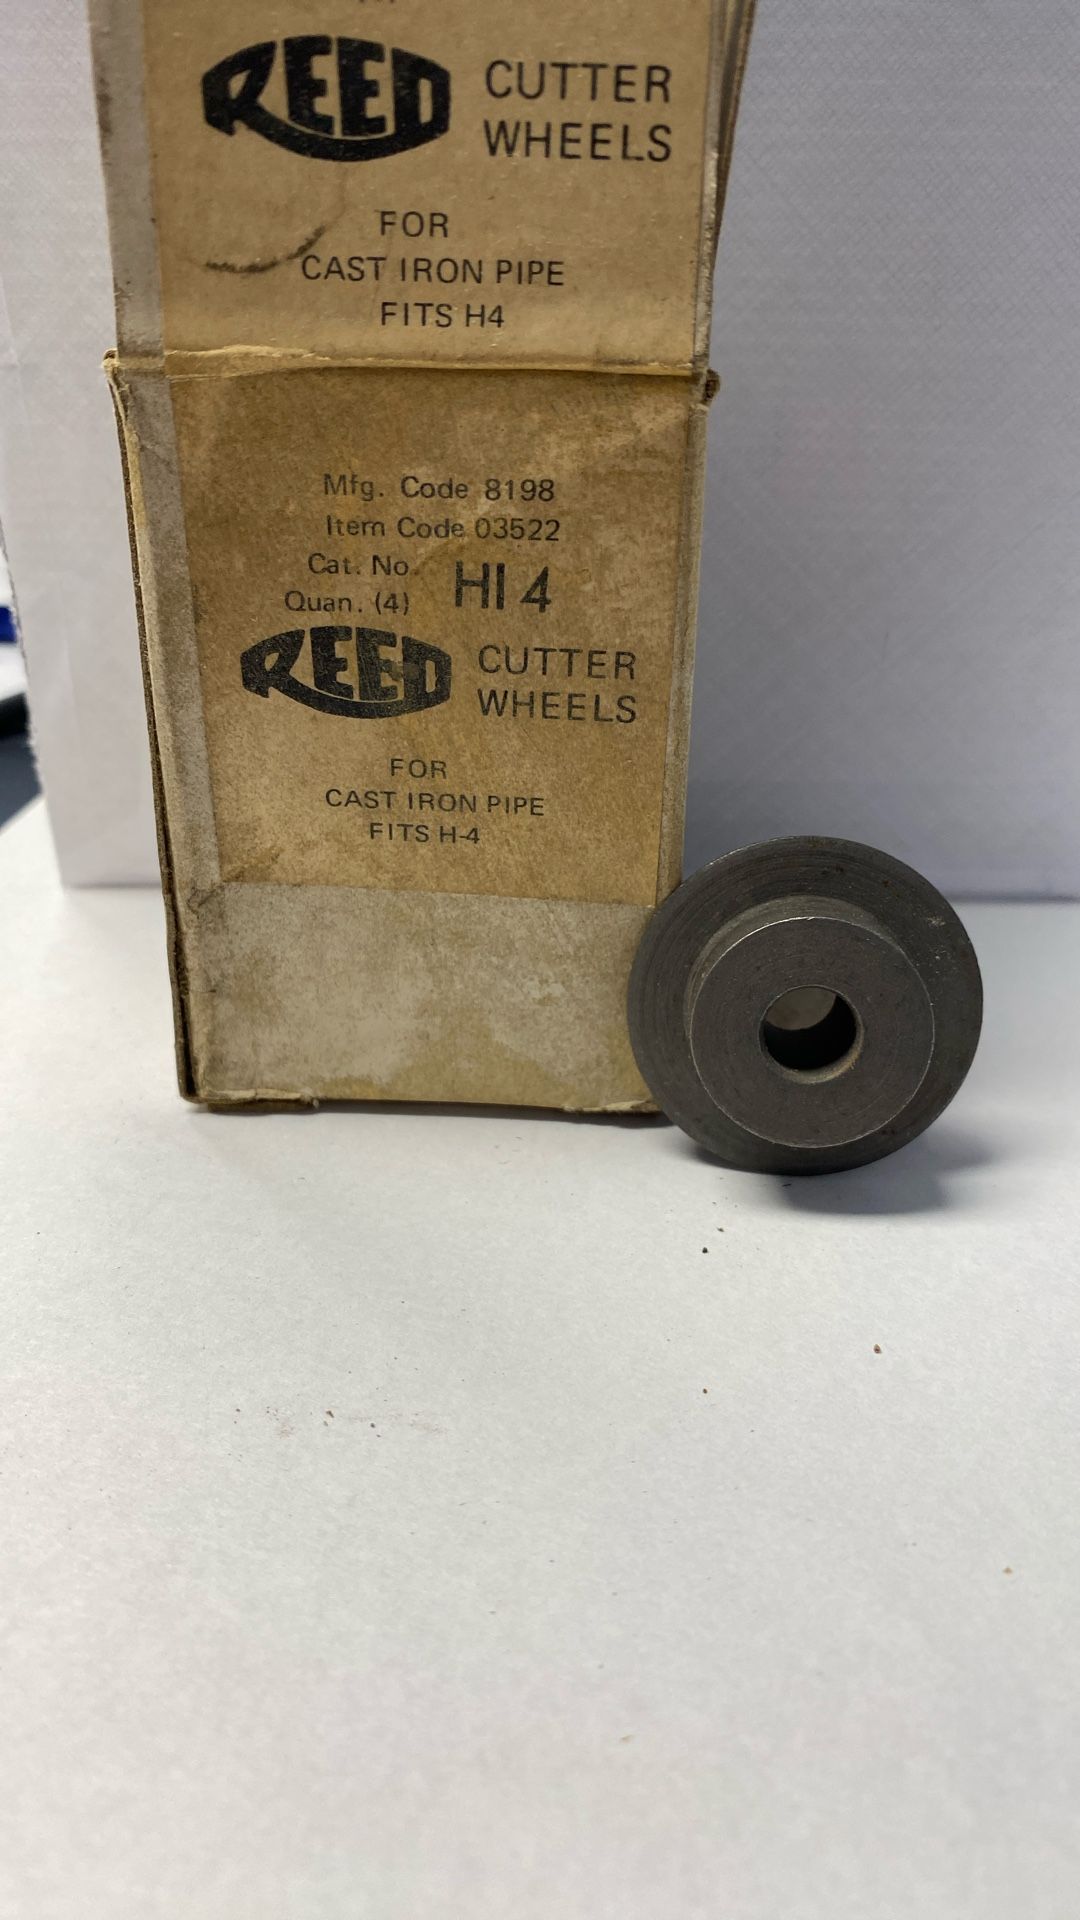 REED CUTTER
WHEELS
FOR
CAST IRON PIPE
FITS H4
Mfg. Code 8198
Item Code 03522
Cat. No. HI 4
Quan. (4)
REED CUTTER
WHEELS
FOR
CAST IRON PIPE
FITS H-4